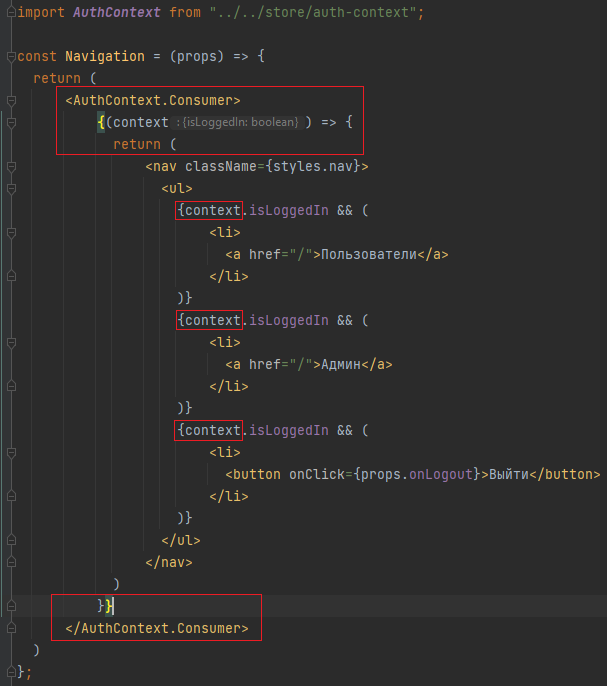 import AuthContext from "../../store/auth-context";
const Navigation = (props) => {
return (
<AuthContext.Consumer>
{(context : {isLoggedIn: boolean} ) => {
return (
<nav className={styles.nav}>
<ul>
{context.isLoggedIn && (
<li>
<a href="/">Пользователи</a>
</li>
)}
{context.isLoggedIn && (
<li>
<a href="/">Админ</a>
</li>
)}
{context.isLoggedIn && (
<li>
<button onClick={props.onLogout}>Выйти</button>
</li>
)}
</ul>
</nav>
)
}}
</AuthContext.Consumer>
)
};